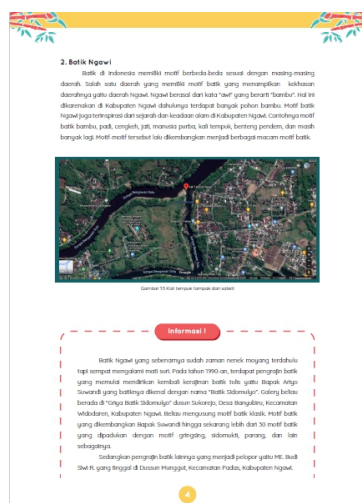 2. Batik Ngawi
Batik di Indonesia memiliki motif berbeda-beda sesuai dengan masing-masing
daerah. Salah satu daerah yang memiliki motif batik yang menampilkan kekhasan
daerahnya yaitu daerah Ngawi. Ngawi berasal dari kata "awi" yang berarti "bambu". Hal ini
dikarenakan di Kabupaten Ngawi dahulunya terdapat banyak pohon bambu. Motif batik
Ngawi juga terinspirasi dari sejarah dan keadaan alam di Kabupaten Ngawi. Contohnya motif
batik bambu, padi, cengkeh, jati, manusia purba, kali tempuk, benteng pendem, dan masih
banyak lagi. Motif-motif tersebut lalu dikembangkan menjadi berbagai macam motif batik.
Gambar 1.5 Kali tempuk tampak dari satelit
Informasi !
Batik Ngawi yang sebenarnya sudah zaman nenek moyang terdahulu
tapi sempat mengalami mati suri. Pada tahun 1990-an, terdapat pengrajin batik
yang memulai mendirikan kembali kerajinan batik tulis yaitu Bapak Ariyo
Suwardi yang batiknya dikenal dengan nama "Batik Sidomulyo". Galery beliau
berada di "Griya Batik Sidomulyo" dusun Sukorejo, Desa Banyubiru, Kecamatan
Widodaren, Kabupaten Ngawi. Beliau mengusung motif batik klasik. Motif batik
yang dikembangkan Bapak Suwardi hingga sekarang lebih dari 30 motif batik
yang dipadukan dengan motif gringsing, sidomukti, parang, dan lain
sebagainya.
Sedangkan pengrajin batik lainnya yang menjadi pelopor yaitu ME. Budi
Siwi R. yang tinggal di Dussun Munggut, Kecamatan Padas, Kabupaten Ngawi.
4